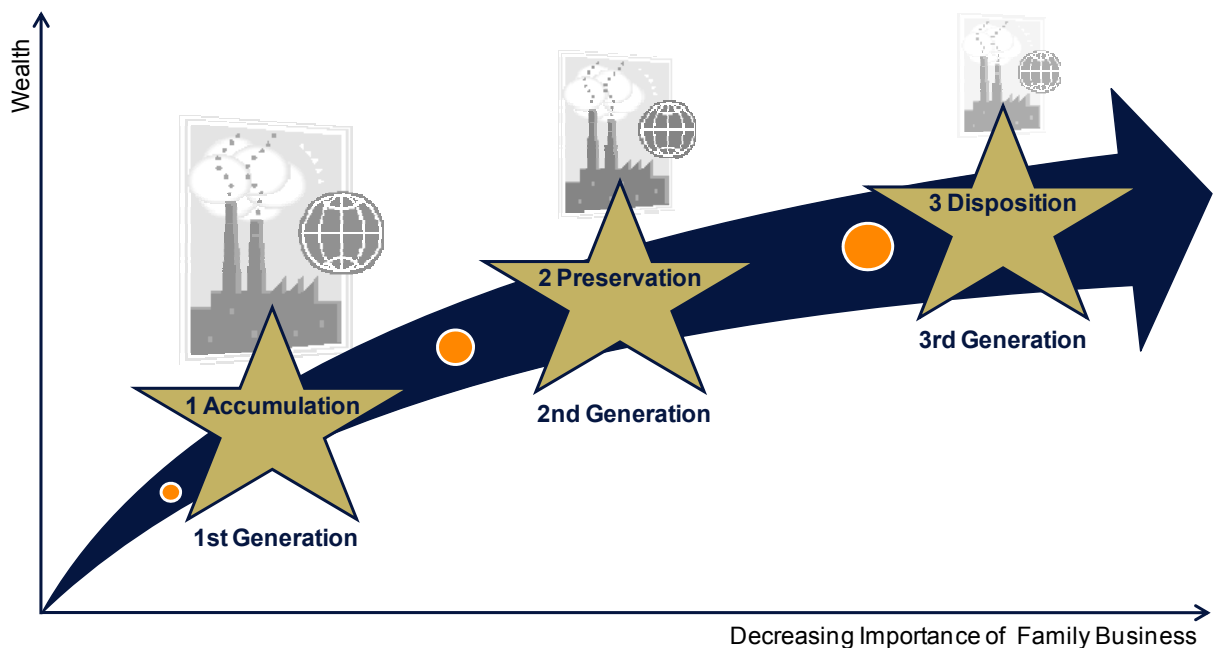 Wealth
3 Disposition
2 Preservation
3rd Generation
1 Accumulation
2nd Generation
1st Generation
Decreasing Importance of Family Business